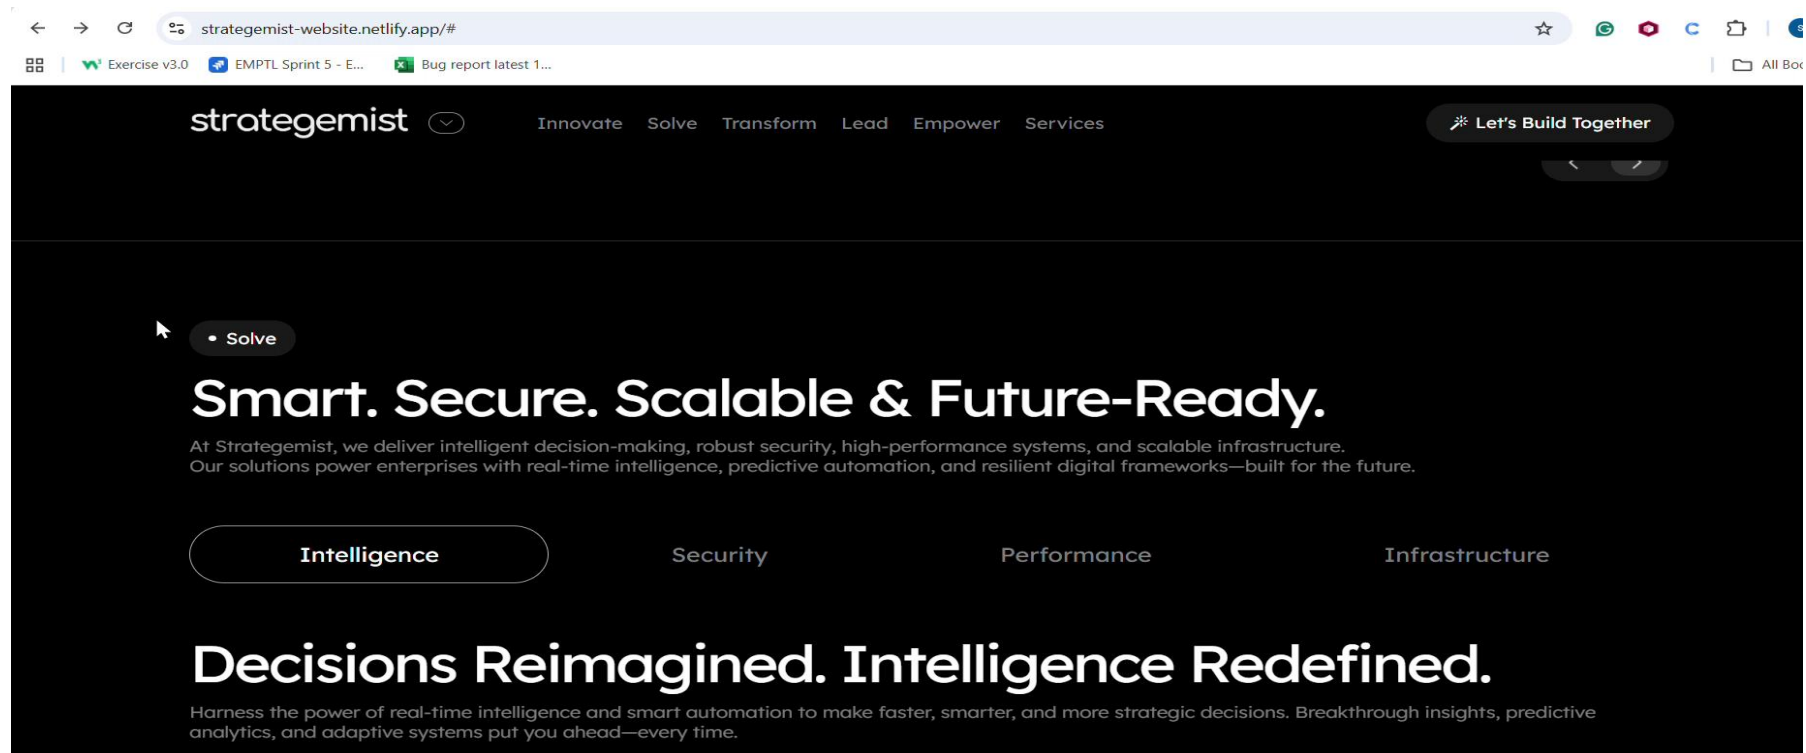 strategemist-website.netlify.app/#
Exercise v3.0 EMPTL Sprint 5 - E... Bug report latest 1... All Boo
strategemist Innovate Solve Transform Lead Empower Services Let's Build Together
• Solve
Smart. Secure. Scalable & Future-Ready.
At Strategemist, we deliver intelligent decision-making, robust security, high-performance systems, and scalable infrastructure.
Our solutions power enterprises with real-time intelligence, predictive automation, and resilient digital frameworks—built for the future.
Intelligence Security Performance Infrastructure
Decisions Reimagined. Intelligence Redefined.
Harness the power of real-time intelligence and smart automation to make faster, smarter, and more strategic decisions. Breakthrough insights, predictive
analytics, and adaptive systems put you ahead—every time.